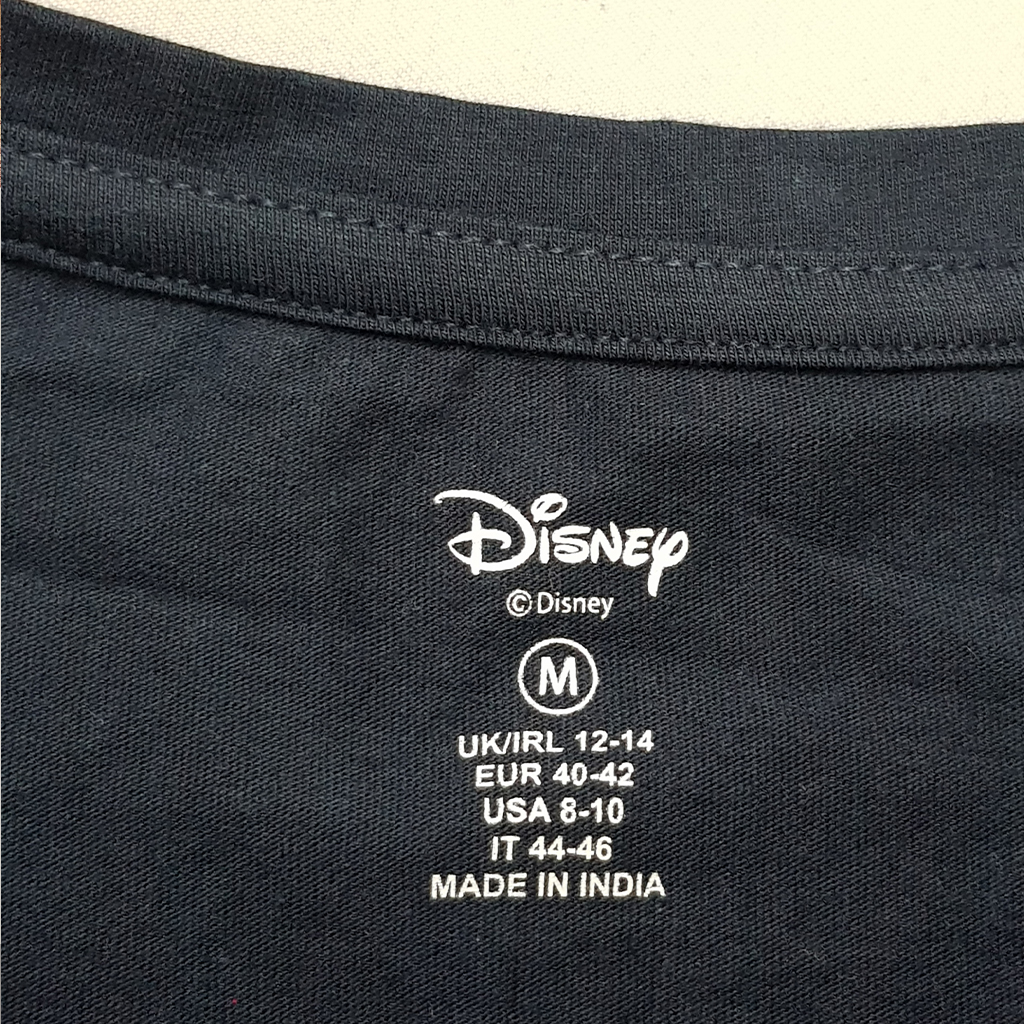 Disney
©Disney
M
UK/IRL 12-14
EUR 40-42
USA 8-10
IT 44-46
MADE IN INDIA